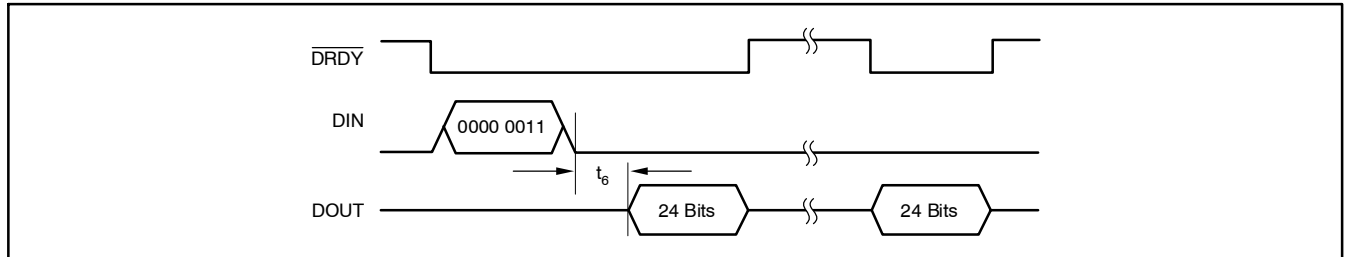 DRDY
DIN
0000 0011
t6
DOUT
24 Bits
24 Bits